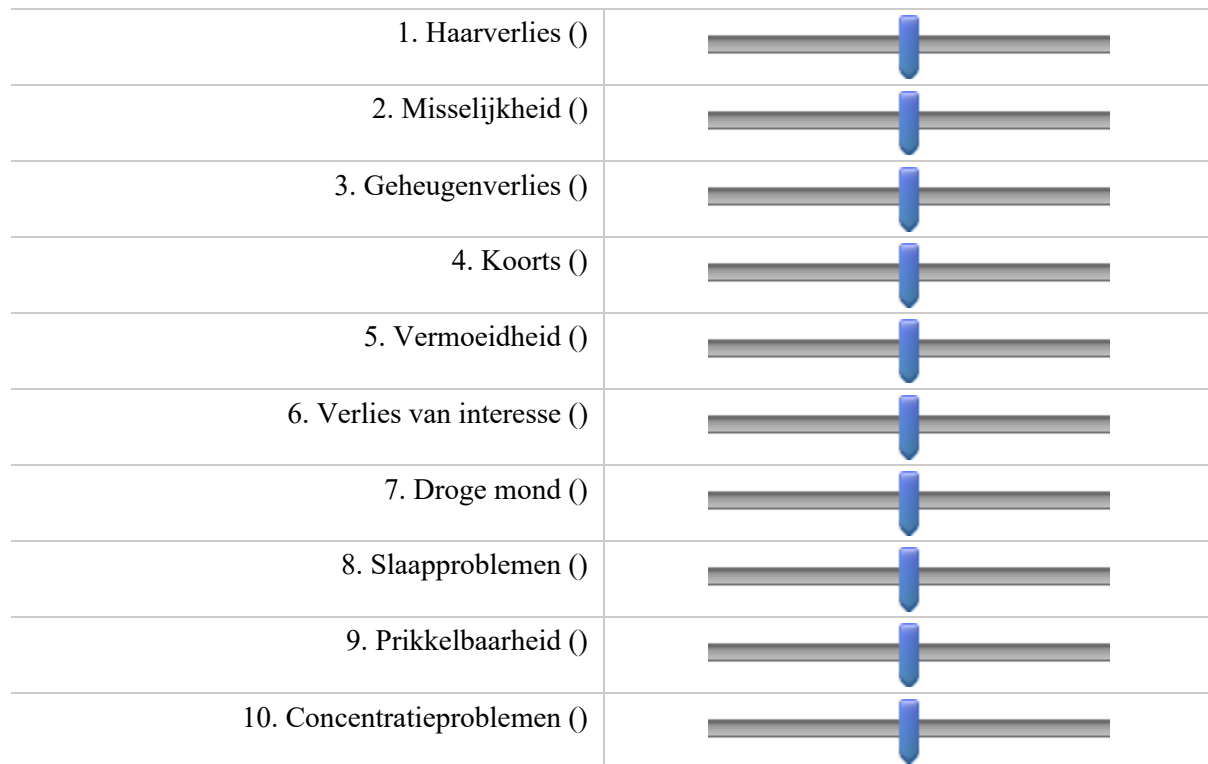 1. Haarverlies ()
2. Misselijkheid ()
3. Geheugenverlies ()
4. Koorts ()
5. Vermoeidheid ()
6. Verlies van interesse ()
7. Droge mond ()
8. Slaapproblemen ()
9. Prikkelbaarheid ()
10. Concentratieproblemen ()